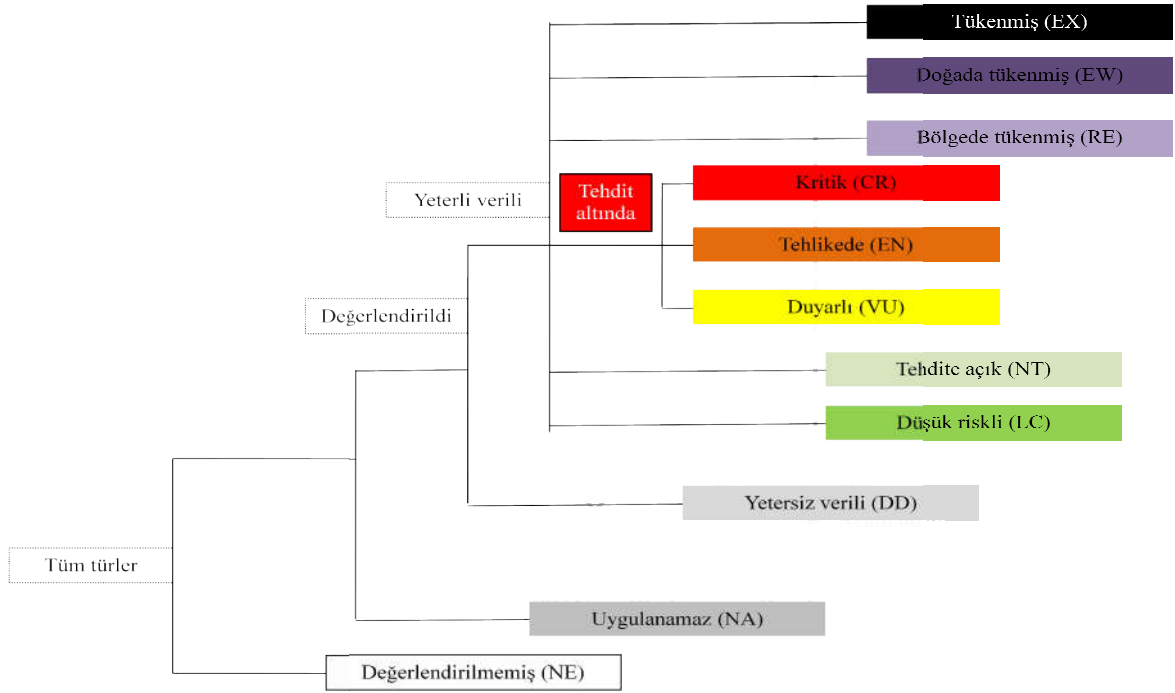 Tükenmiş (EX)
Doğada tükenmiş (EW)
Bölgede tükenmiş (RE)
Yeterli verili
Tehdit
altında
Kritik (CR)
Tehlikede (EN)
Duyarlı (VU)
Değerlendirildi
Tehdite açık (NT)
Düşük riskli (LC)
Yetersiz verili (DD)
Tüm türler
Uygulanamaz (NA)
Değerlendirilmemiş (NE)